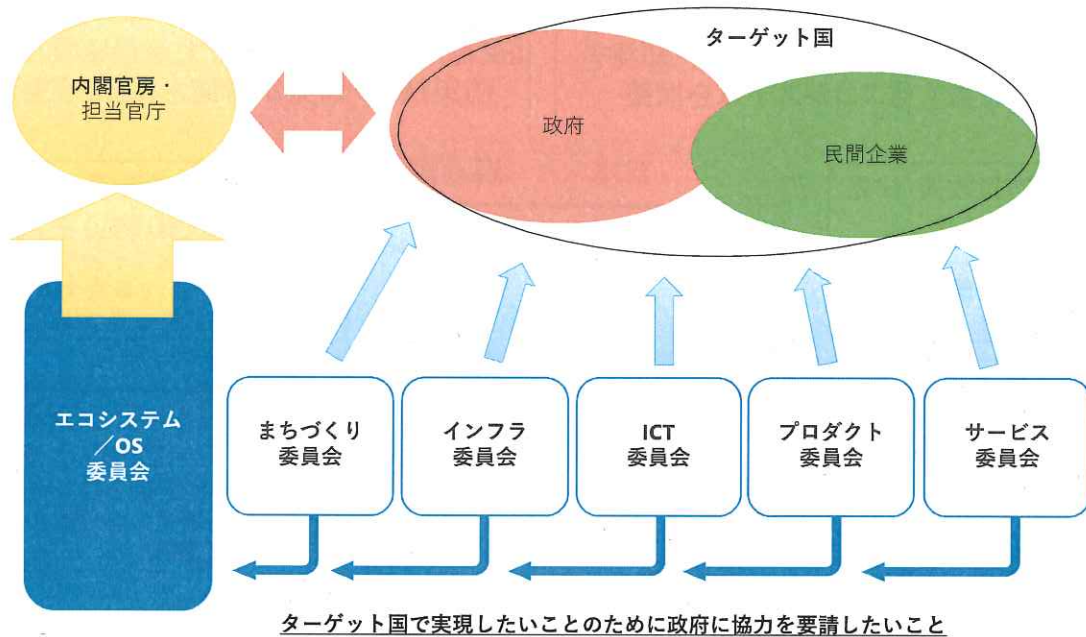 ターゲット国
内閣官房・
担当官庁
政府
民間企業
エコシステム
／OS
委員会
まちづくり
委員会
インフラ
委員会
ICT
委員会
プロダクト
委員会
サービス
委員会
ターゲット国で実現したいことのために政府に協力を要請したいこと